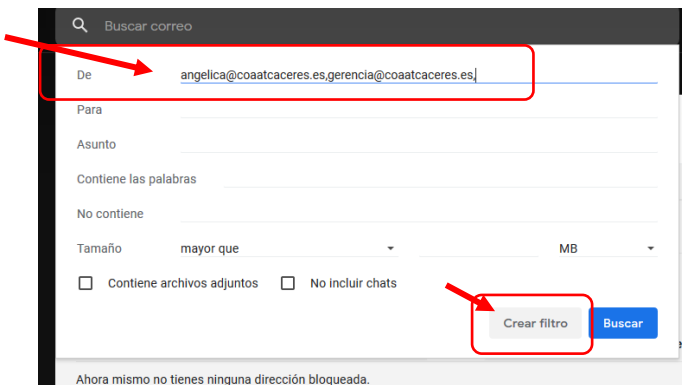 Buscar correo
De angelica@coaatcaceres.es,gerencia@coaatcaceres.es,
Para
Asunto
Contiene las palabras
No contiene
Tamaño mayor que MB
Contiene archivos adjuntos No incluir chats
Crear filtro Buscar
Ahora mismo no tienes ninguna dirección bloqueada.